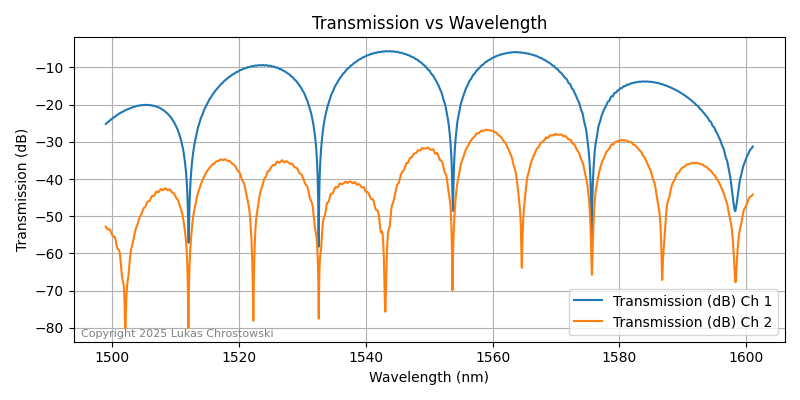 Transmission vs Wavelength
Transmission (dB)
−10
−20
−30
−40
−50
−60
−70
−80
Copyright 2025 Lukas Chrostowski
Transmission (dB) Ch 1
Transmission (dB) Ch 2
1500 1520 1540 1560 1580 1600
Wavelength (nm)